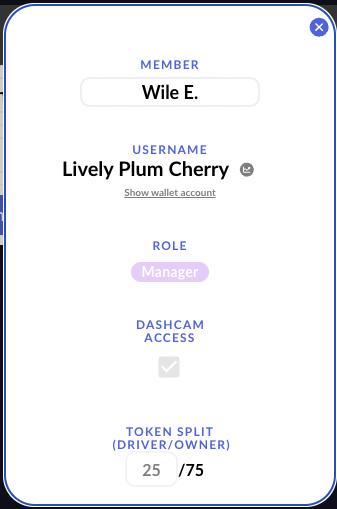 MEMBER
Wile E.
USERNAME
Lively Plum Cherry
Show wallet account
ROLE
Manager
DASHCAM
ACCESS
TOKEN SPLIT
(DRIVER/OWNER)
25 /75